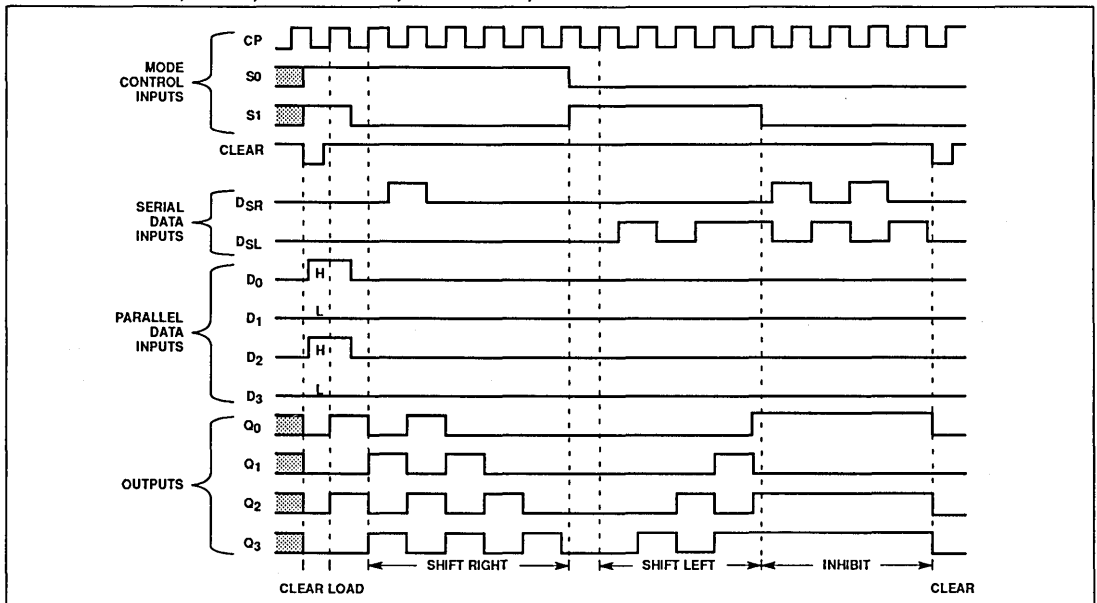 CP
MODE
CONTROL
INPUTS
S0
S1
CLEAR
SERIAL
DATA
INPUTS
DSR
DSL
PARALLEL
DATA
INPUTS
D0
H
D1
L
D2
H
D3
L
OUTPUTS
Q0
Q1
Q2
Q3
SHIFT RIGHT
SHIFT LEFT
INHIBIT
CLEAR LOAD
CLEAR